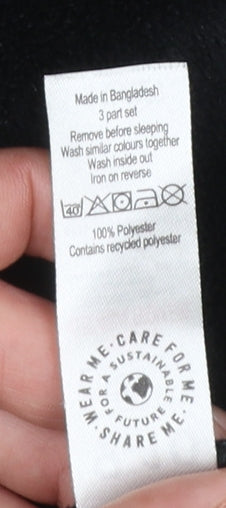 Made in Bangladesh
3 part set
Remove before sleeping
Wash similar colours together
Wash inside out
Iron on reverse
40
100% Polyester
Contains recycled polyester
WEAR ME · CARE FOR ME · SHARE ME ·
FOR A SUSTAINABLE FUTURE